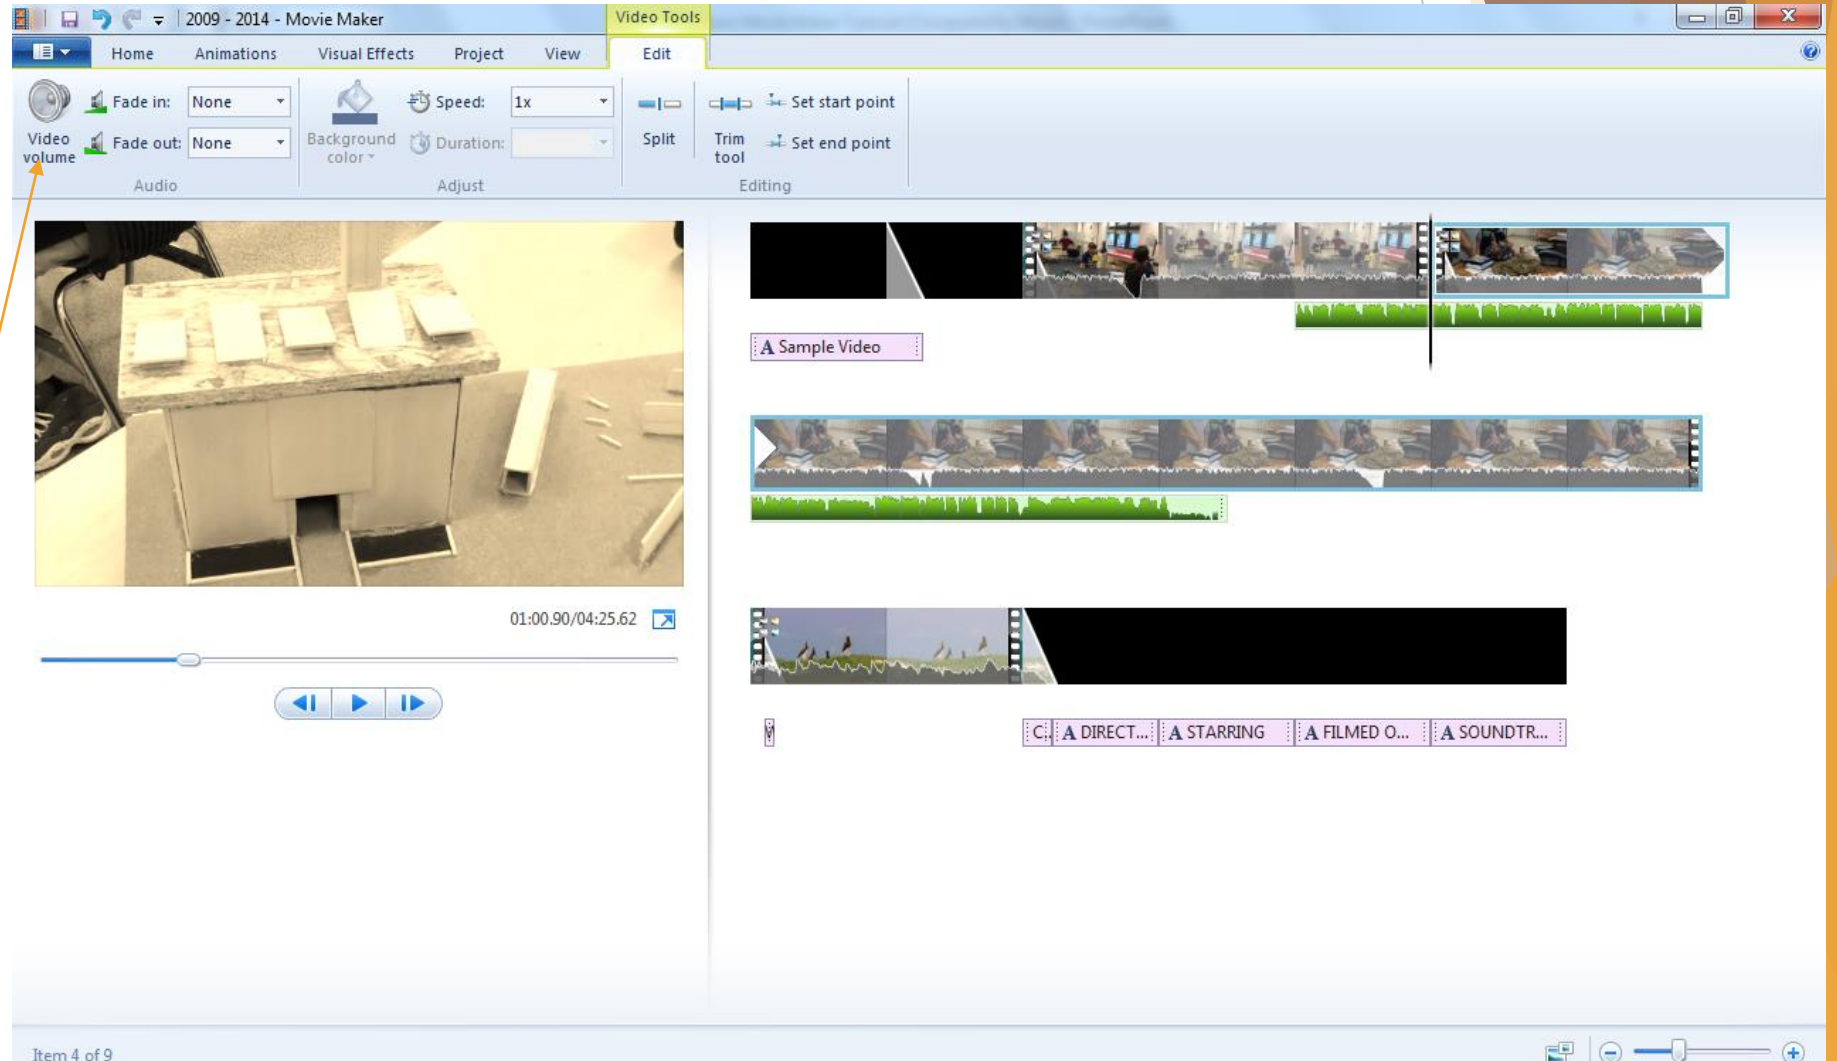 2009 - 2014 - Movie Maker
Video Tools
Home Animations Visual Effects Project View Edit
Video volume
Fade in: None
Fade out: None
Audio
Background color
Speed: 1x
Duration:
Adjust
Split
Trim tool
Set start point
Set end point
Editing
A Sample Video
01:00.90/04:25.62
C..
A DIRECT...
A STARRING
A FILMED O...
A SOUNDTR...
Item 4 of 9